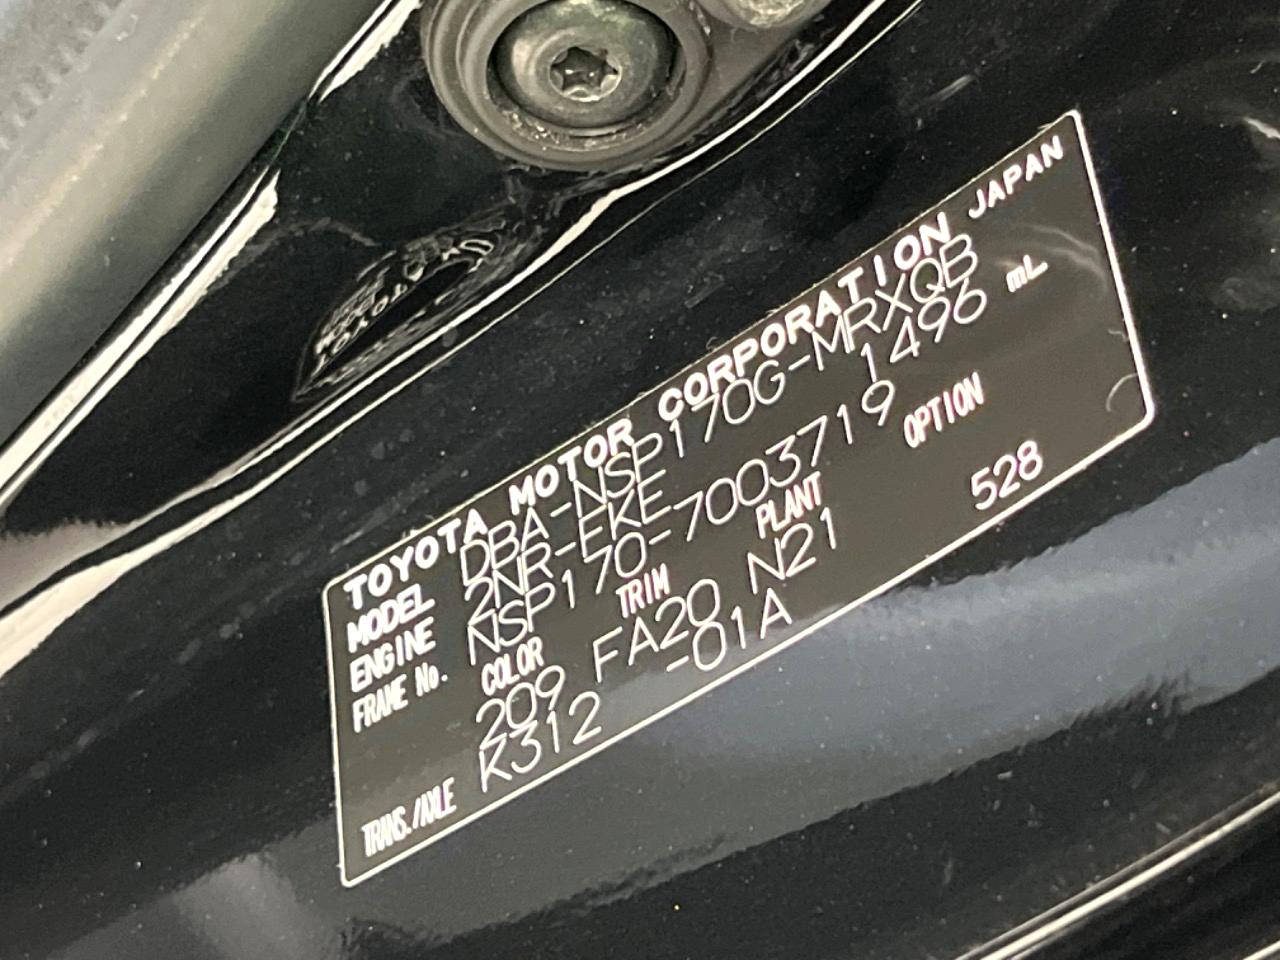 TOYOTA MOTOR CORPORATION JAPAN
MODEL DBA-NSP170G-MRXQB
ENGINE 2NR-FKE 1496 mL
FRAME No. NSP170-7003719
COLOR TRIM PLANT OPTION
209 FA20 N21 528
TRANS./AXLE K312 -01A